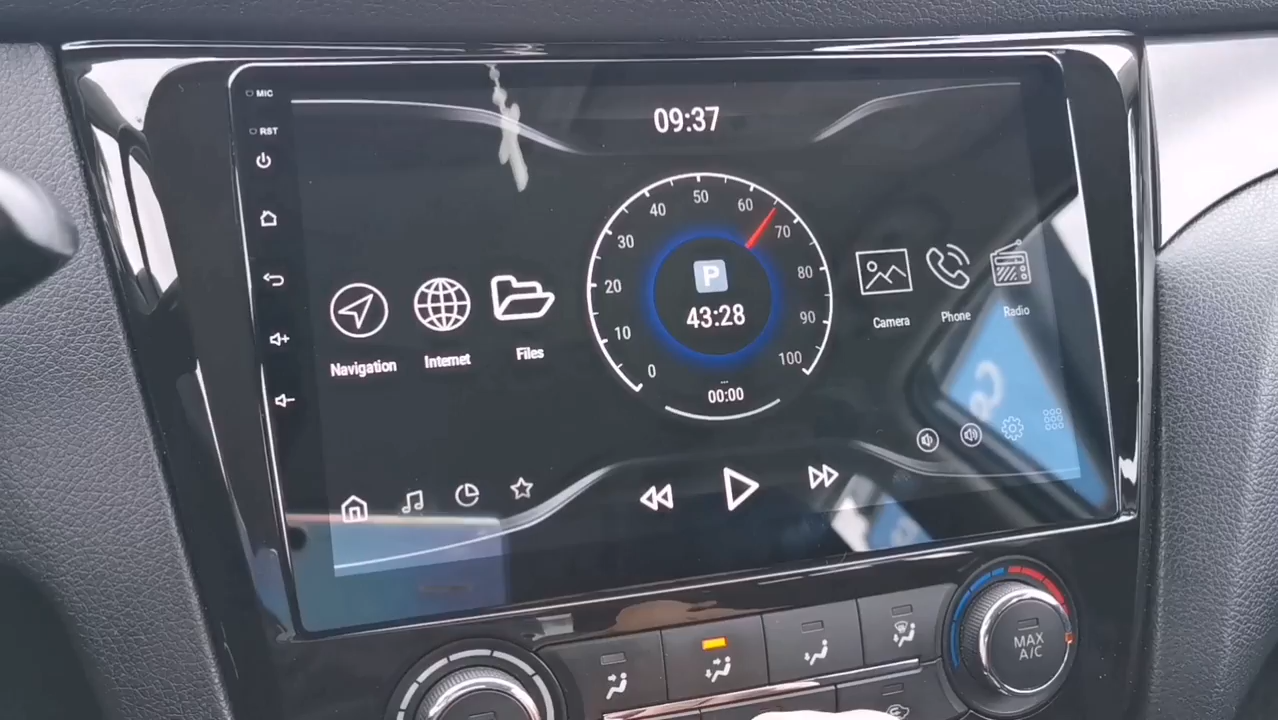 MIC
RST
09:37
0
10
20
30
40
50
60
70
80
90
100
P
43:28
...
00:00
Navigation
Internet
Files
Camera
Phone
Radio
MAX
A/C